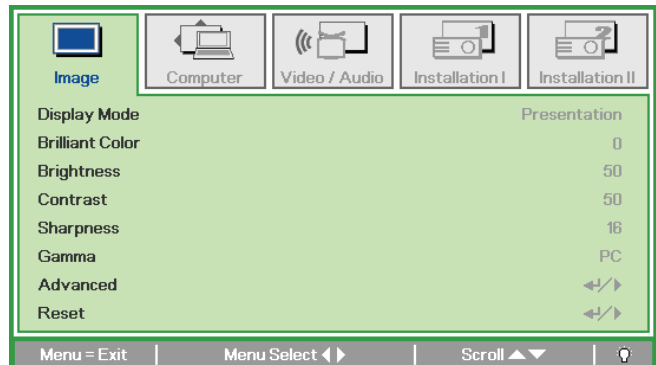 Image Computer Video / Audio Installation I Installation II
Display Mode Presentation
Brilliant Color 0
Brightness 50
Contrast 50
Sharpness 16
Gamma PC
Advanced
Reset
Menu = Exit Menu Select Scroll